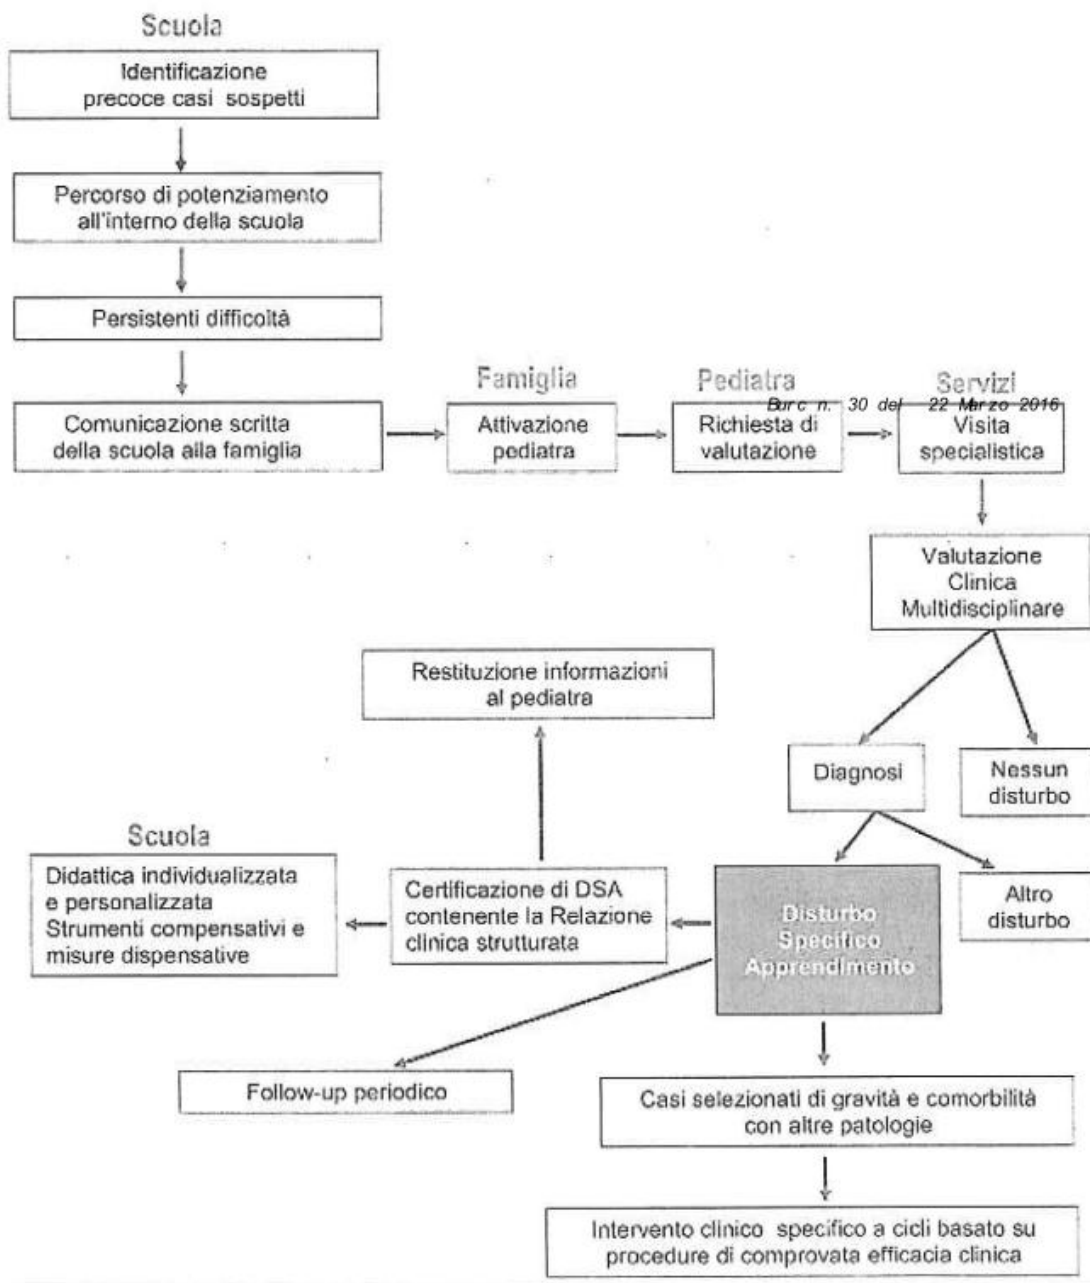 Scuola
Identificazione
precoce casi sospetti
Percorso di potenziamento
all'interno della scuola
Persistenti difficoltà
Comunicazione scritta
della scuola alla famiglia
Famiglia
Attivazione
pediatra
Pediatra
Richiesta di
valutazione
Servizi
Burc n. 30 del 22 Marzo 2016
Visita
specialistica
Valutazione
Clinica
Multidisciplinare
Diagnosi
Nessun
disturbo
Altro
disturbo
Disturbo
Specifico
Apprendimento
Restituzione informazioni
al pediatra
Certificazione di DSA
contenente la Relazione
clinica strutturata
Scuola
Didattica individualizzata
e personalizzata
Strumenti compensativi e
misure dispensative
Follow-up periodico
Casi selezionati di gravità e comorbilità
con altre patologie
Intervento clinico specifico a cicli basato su
procedure di comprovata efficacia clinica